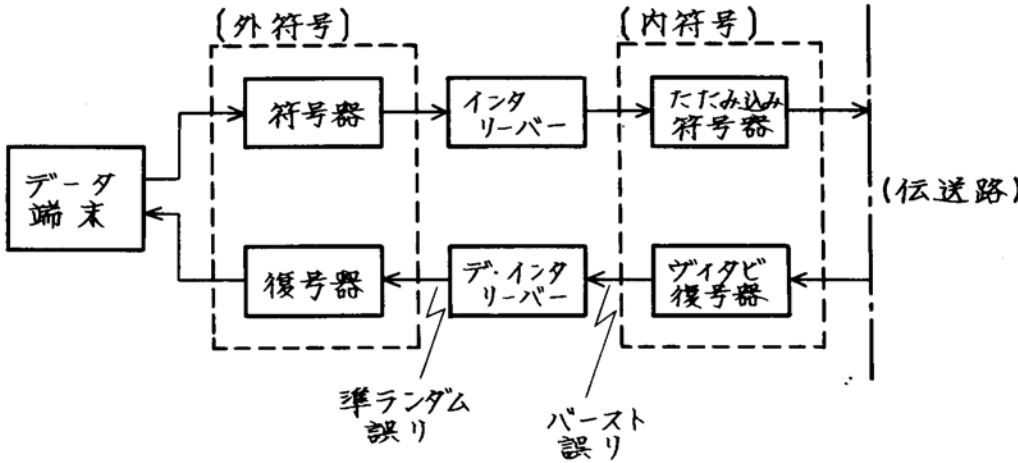 (外符号)
(内符号)
符号器
インタ
リーバー
たたみ込み
符号器
データ
端末
(伝送路)
復号器
デ・インタ
リーバー
ヴィタビ
復号器
準ランダム
誤り
バースト
誤り